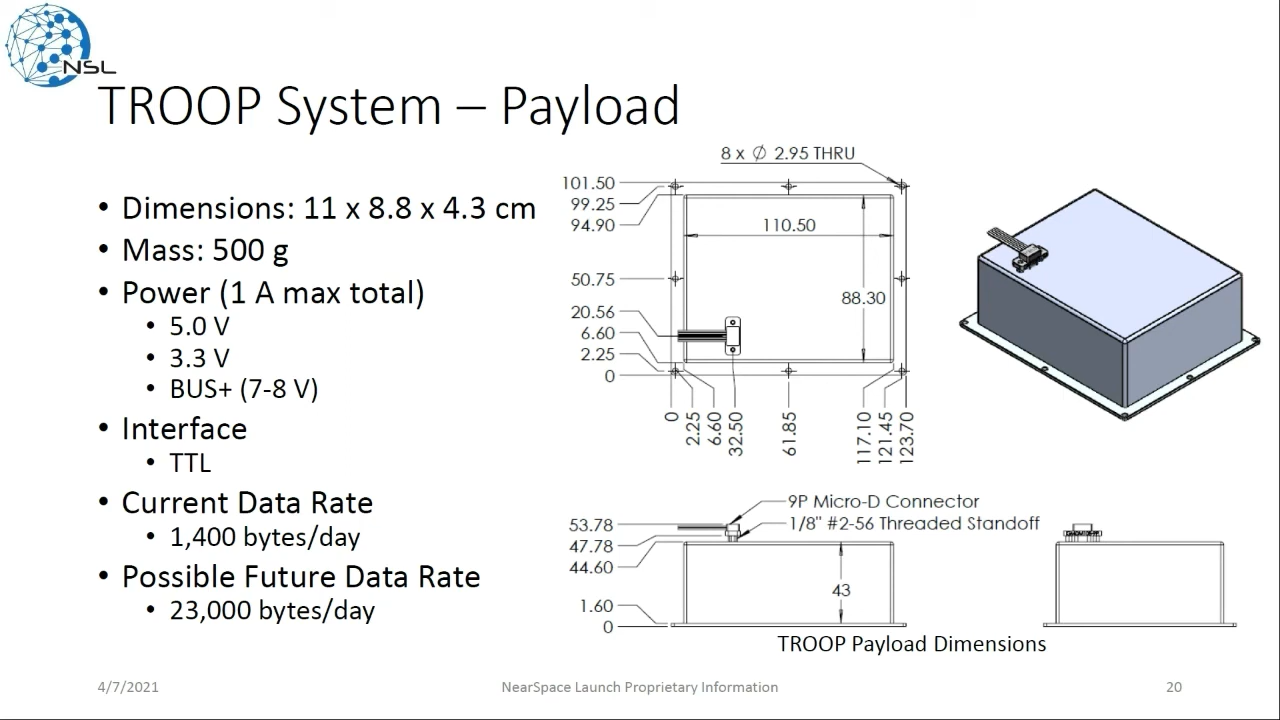 NSL
TROOP System – Payload
• Dimensions: 11 x 8.8 x 4.3 cm
• Mass: 500 g
• Power (1 A max total)
• 5.0 V
• 3.3 V
• BUS+ (7-8 V)
• Interface
• TTL
• Current Data Rate
• 1,400 bytes/day
• Possible Future Data Rate
• 23,000 bytes/day
8 x ∅ 2.95 THRU
101.50
99.25
94.90
110.50
50.75
88.30
20.56
6.60
2.25
0
0
2.25
6.60
32.50
61.85
117.10
121.45
123.70
9P Micro-D Connector
1/8" #2-56 Threaded Standoff
53.78
47.78
44.60
43
1.60
0
TROOP Payload Dimensions
4/7/2021
NearSpace Launch Proprietary Information
20